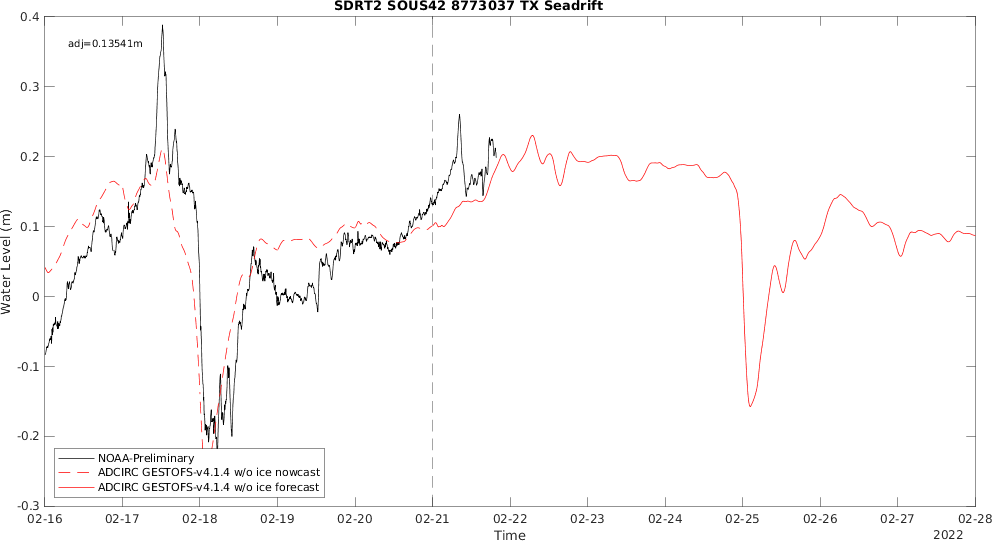 SDRT2 SOUS42 8773037 TX Seadrift
adj=0.13541m
0.4
0.3
0.2
0.1
0
-0.1
-0.2
-0.3
Water Level (m)
NOAA-Preliminary
ADCIRC GESTOFS-v4.1.4 w/o ice nowcast
ADCIRC GESTOFS-v4.1.4 w/o ice forecast
02-16 02-17 02-18 02-19 02-20 02-21 02-22 02-23 02-24 02-25 02-26 02-27 02-28
Time
2022